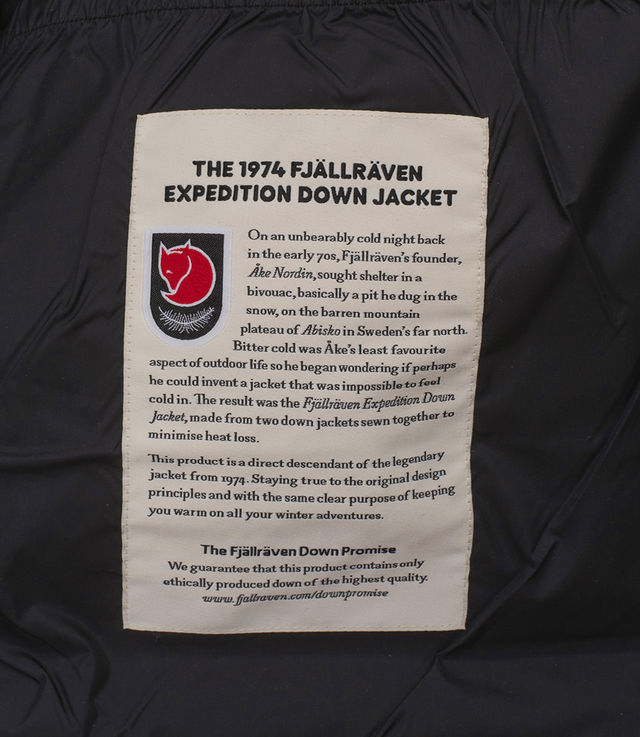 THE 1974 FJÄLLRÄVEN
EXPEDITION DOWN JACKET
On an unbearably cold night back
in the early 70s, Fjällräven's founder,
Åke Nordin, sought shelter in a
bivouac, basically a pit he dug in the
snow, on the barren mountain
plateau of Abisko in Sweden's far north.
Bitter cold was Åke's least favourite
aspect of outdoor life so he began wondering if perhaps
he could invent a jacket that was impossible to feel
cold in. The result was the Fjällräven Expedition Down
Jacket, made from two down jackets sewn together to
minimise heat loss.
This product is a direct descendant of the legendary
jacket from 1974. Staying true to the original design
principles and with the same clear purpose of keeping
you warm on all your winter adventures.
The Fjällräven Down Promise
We guarantee that this product contains only
ethically produced down of the highest quality.
www.fjallraven.com/downpromise